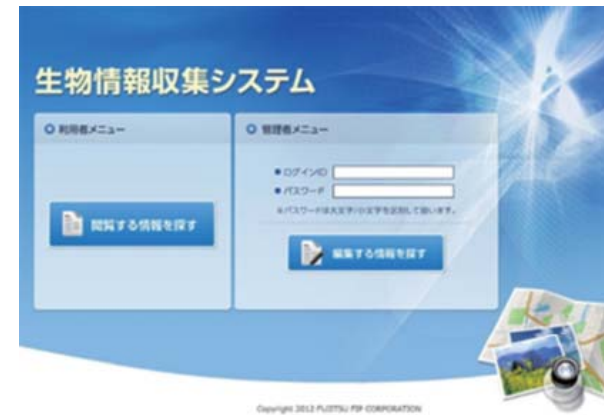 生物情報収集システム
利用者メニュー
閲覧する情報を探す
管理者メニュー
ログインID
パスワード
※パスワードは大文字/小文字を区別して扱います。
編集する情報を探す
Copyright 2012 FUJITSU FIP CORPORATION